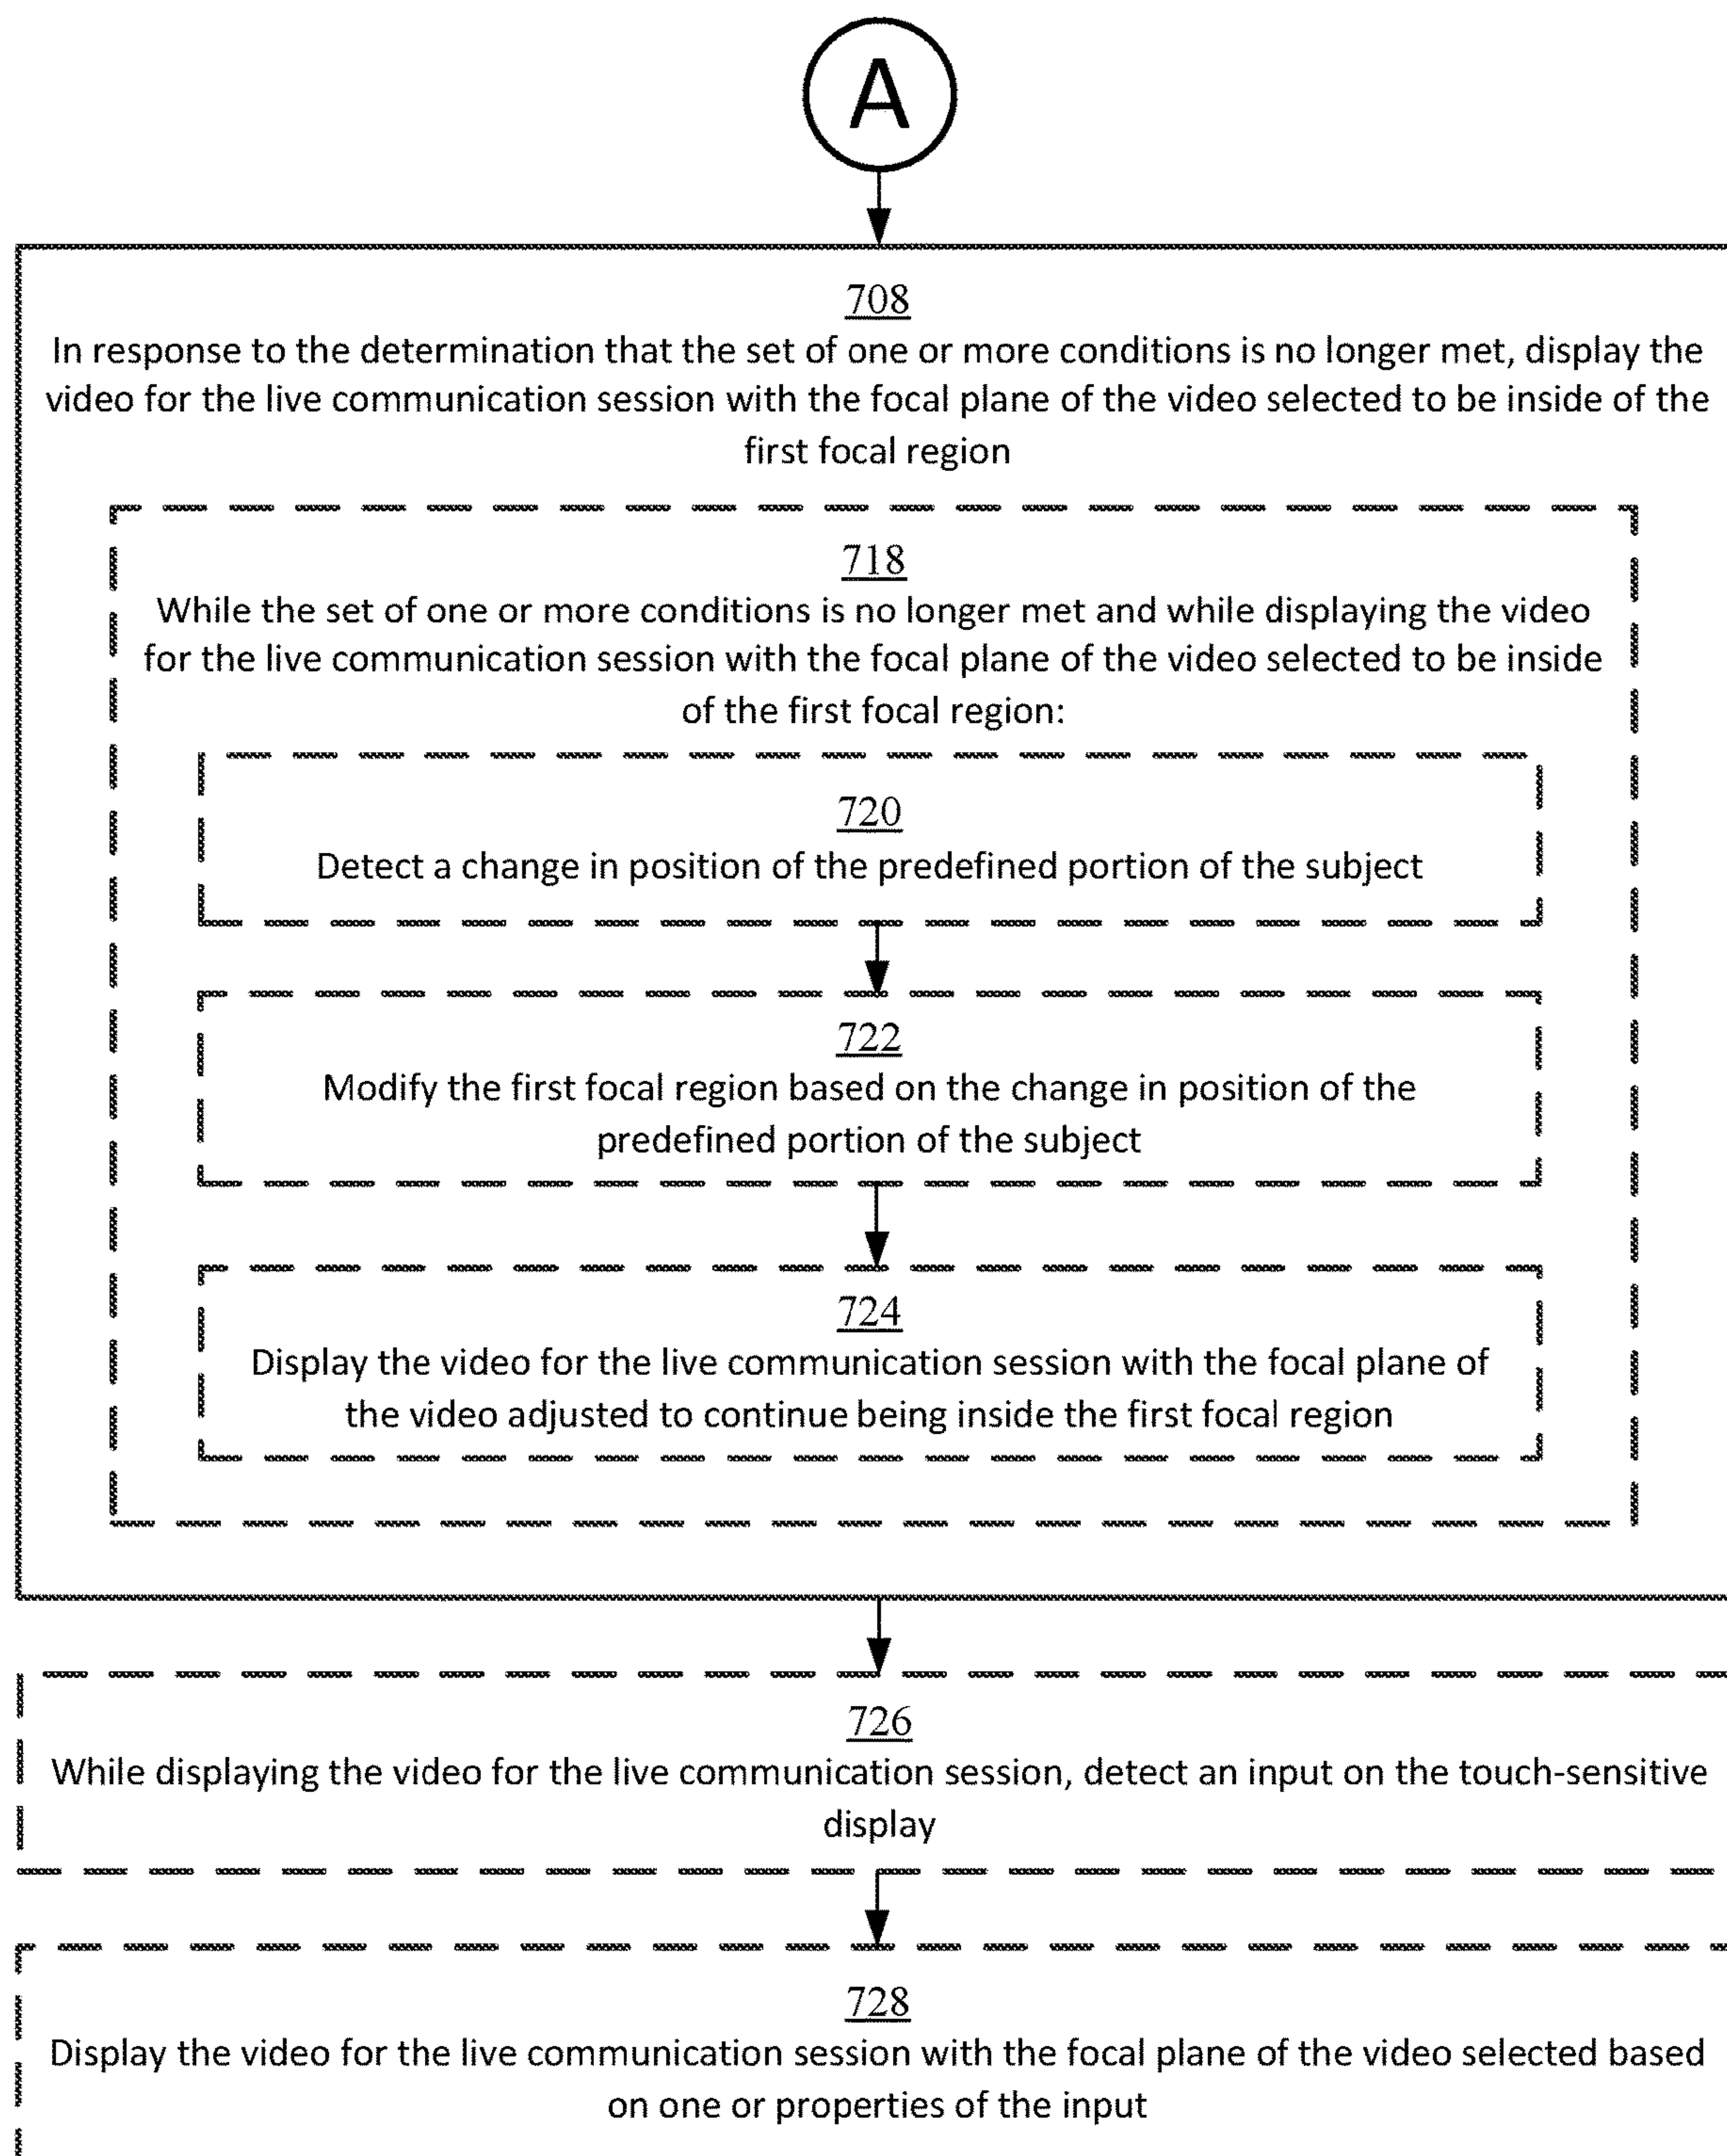 A
708
In response to the determination that the set of one or more conditions is no longer met, display the
video for the live communication session with the focal plane of the video selected to be inside of the
first focal region
718
While the set of one or more conditions is no longer met and while displaying the video
for the live communication session with the focal plane of the video selected to be inside
of the first focal region:
720
Detect a change in position of the predefined portion of the subject
722
Modify the first focal region based on the change in position of the
predefined portion of the subject
724
Display the video for the live communication session with the focal plane of
the video adjusted to continue being inside the first focal region
726
While displaying the video for the live communication session, detect an input on the touch-sensitive
display
728
Display the video for the live communication session with the focal plane of the video selected based
on one or properties of the input